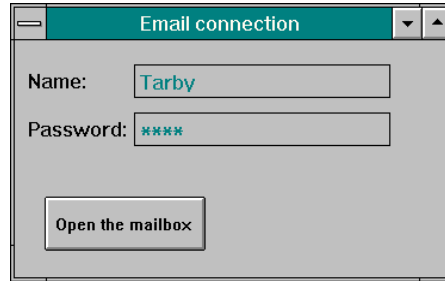 Email connection
Name: Tarby
Password: ****
Open the mailbox